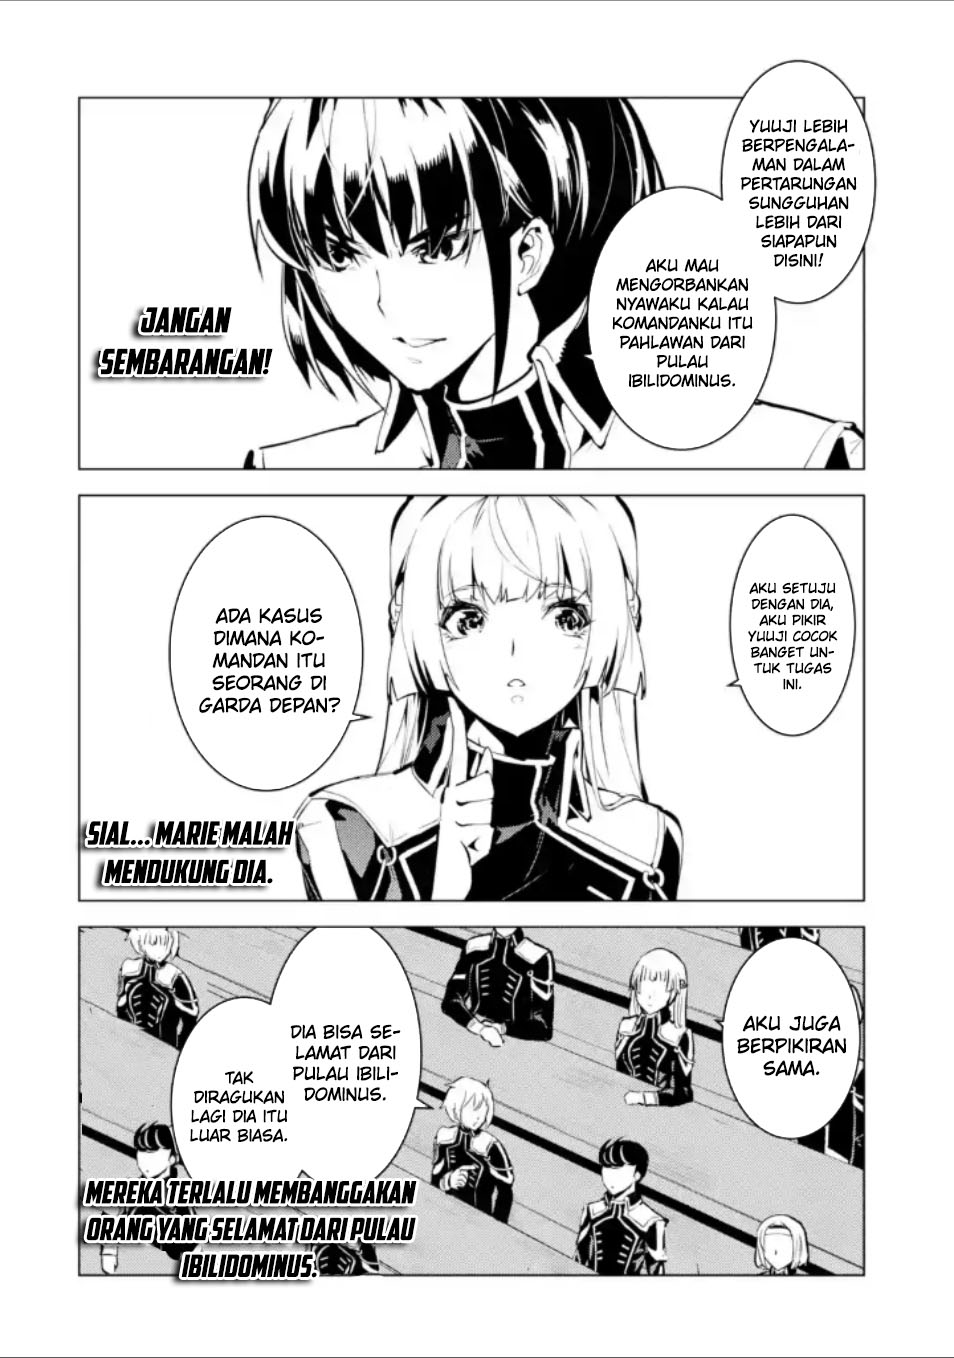 YUUJI LEBIH
BERPENGALA-
MAN DALAM
PERTARUNGAN
SUNGGUHAN
LEBIH DARI
SIAPAPUN
DISINI!
AKU MAU
MENGORBANKAN
NYAWAKU KALAU
KOMANDANKU ITU
PAHLAWAN DARI
PULAU
IBILIDOMINUS.
JANGAN
SEMBARANGAN!
AKU SETUJU
DENGAN DIA,
AKU PIKIR
YUUJI COCOK
BANGET UN-
TUK TUGAS
INI.
ADA KASUS
DIMANA KO-
MANDAN ITU
SEORANG DI
GARDA DEPAN?
SIAL... MARIE MALAH
MENDUKUNG DIA.
AKU JUGA
BERPIKIRAN
SAMA.
DIA BISA SE-
LAMAT DARI
PULAU IBILI-
DOMINUS.
TAK
DIRAGUKAN
LAGI DIA ITU
LUAR BIASA.
MEREKA TERLALU MEMBANGGAKAN
ORANG YANG SELAMAT DARI PULAU
IBILIDOMINUS.